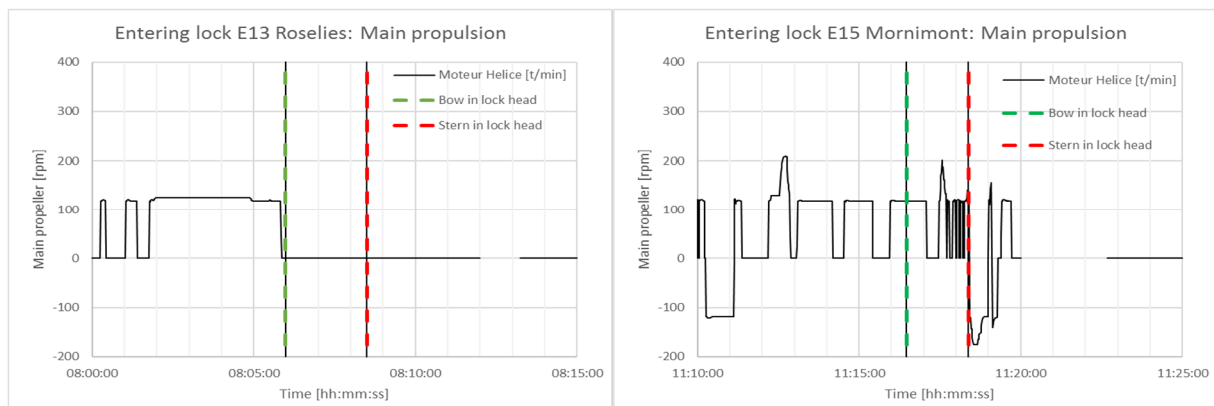 Entering lock E13 Roselies: Main propulsion
400
300
200
100
0
-100
-200
Main propeller [rpm]
Moteur Helice [t/min]
Bow in lock head
Stern in lock head
08:00:00
08:05:00
08:10:00
08:15:00
Time [hh:mm:ss]
Entering lock E15 Mornimont: Main propulsion
400
300
200
100
0
-100
-200
Main propeller [rpm]
Moteur Helice [t/min]
Bow in lock head
Stern in lock head
11:10:00
11:15:00
11:20:00
11:25:00
Time [hh:mm:ss]